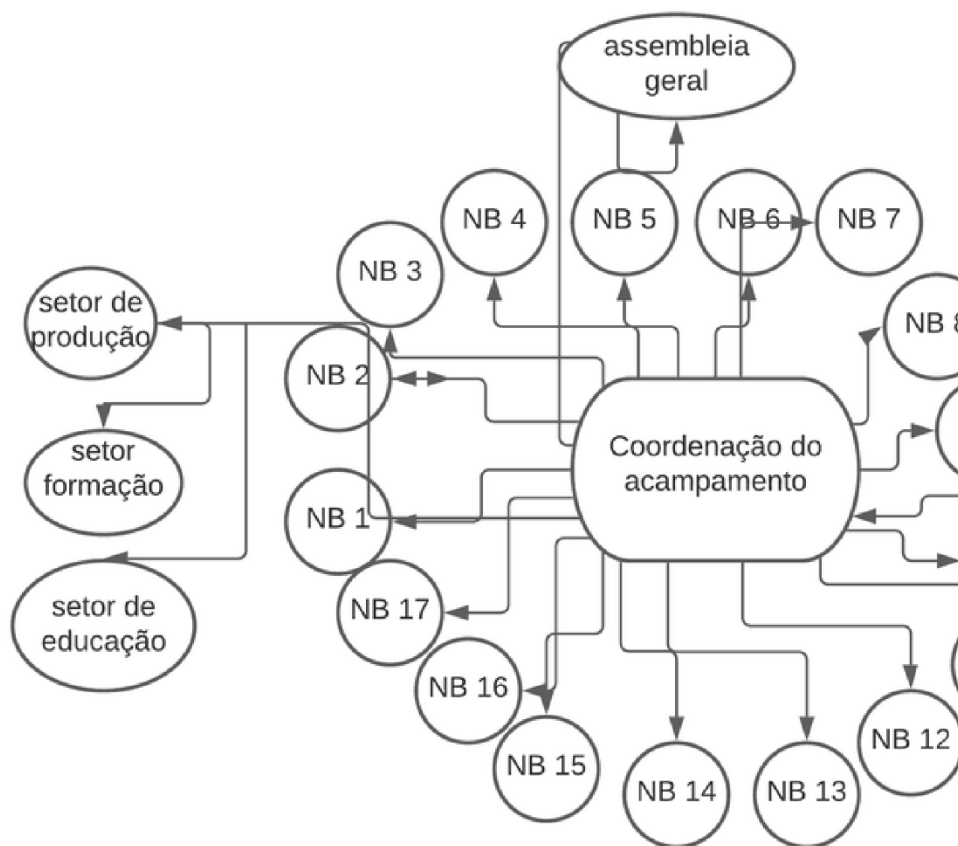 assembleia
geral
NB 4
NB 5
NB 6
NB 7
NB 3
setor de
produção
NB 8
NB 2
Coordenação do
acampamento
setor
formação
NB 1
setor de
educação
NB 17
NB 16
NB 12
NB 15
NB 14
NB 13